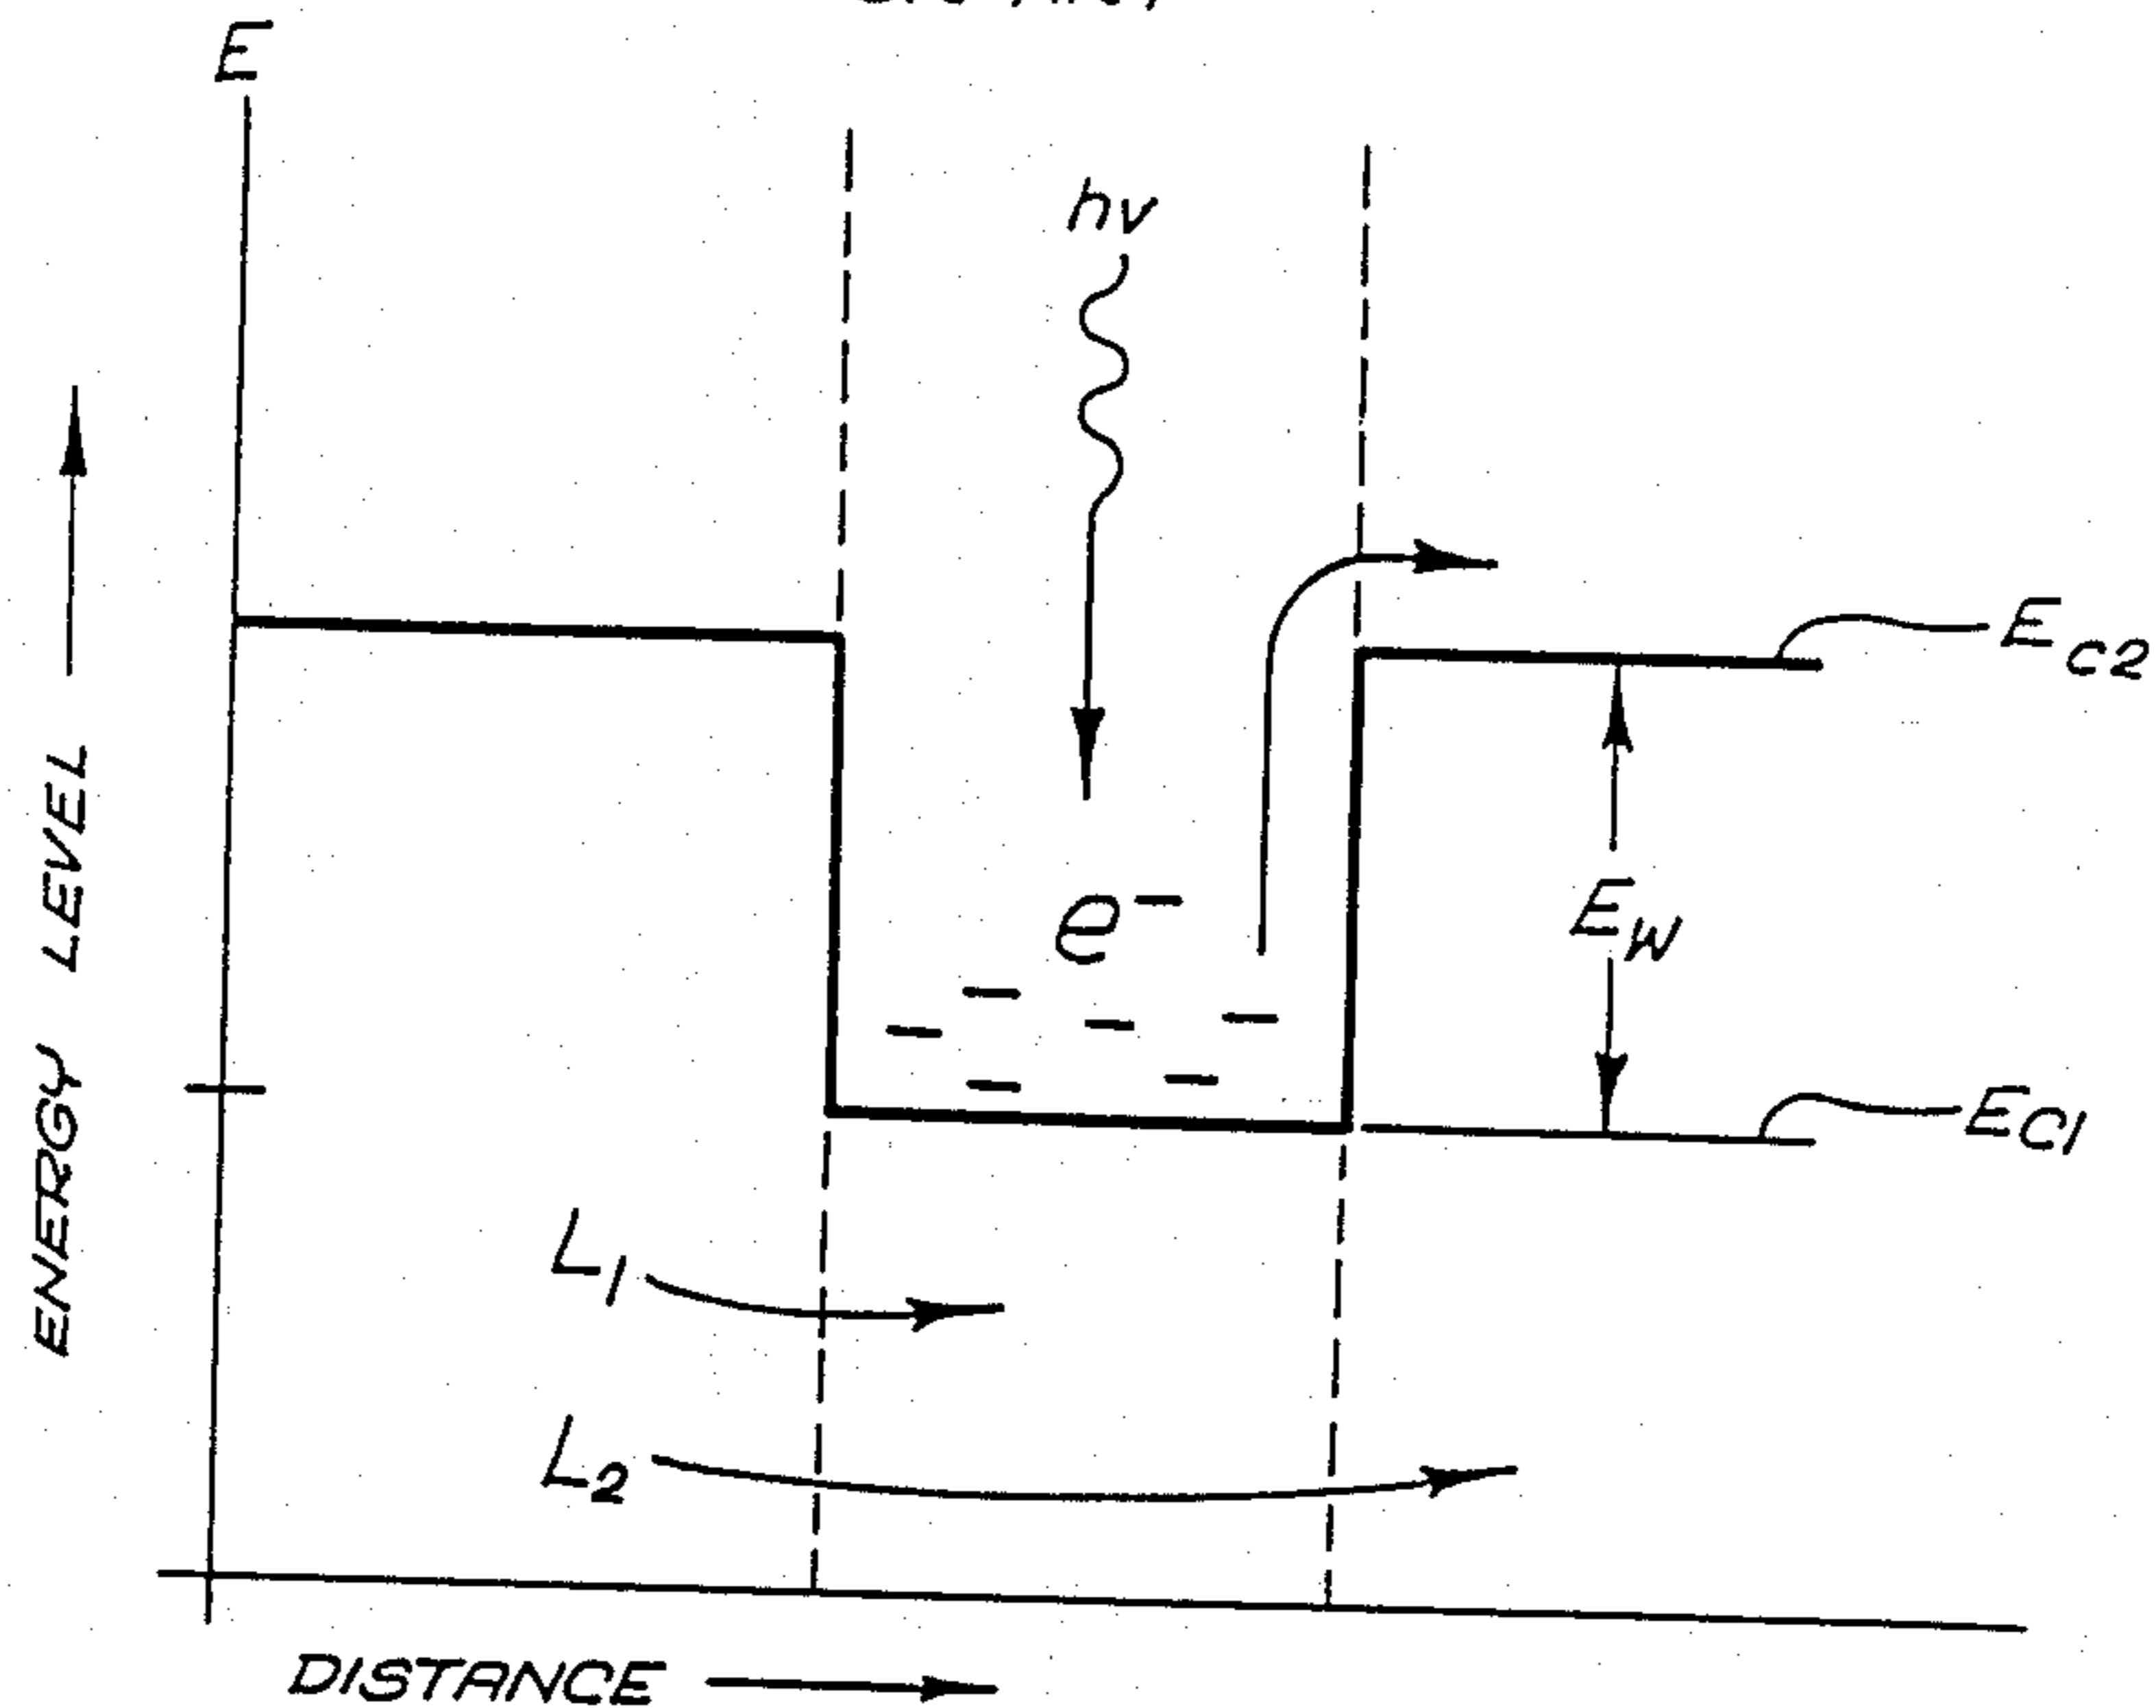 E
hν
E_C2
ENERGY LEVEL
e⁻
E_W
E_C1
L_1
L_2
DISTANCE